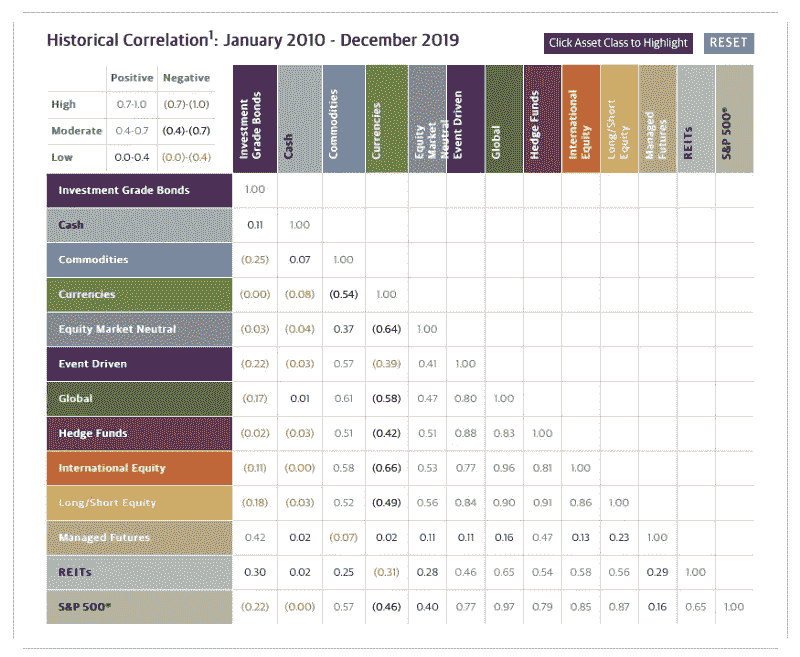 Historical Correlation1: January 2010 - December 2019
Click Asset Class to Highlight
RESET
Positive Negative
High 0.7-1.0 (0.7)-(1.0)
Moderate 0.4-0.7 (0.4)-(0.7)
Low 0.0-0.4 (0.0)-(0.4)
Investment
Grade Bonds
Cash
Commodities
Currencies
Equity
Market
Neutral
Event Driven
Global
Hedge Funds
International
Equity
Long/Short
Equity
Managed
Futures
REITs
S&P 500®
Investment Grade Bonds 1.00
Cash 0.11 1.00
Commodities (0.25) 0.07 1.00
Currencies (0.00) (0.08) (0.54) 1.00
Equity Market Neutral (0.03) (0.04) 0.37 (0.64) 1.00
Event Driven (0.22) (0.03) 0.57 (0.39) 0.41 1.00
Global (0.17) 0.01 0.61 (0.58) 0.47 0.80 1.00
Hedge Funds (0.02) (0.03) 0.51 (0.42) 0.51 0.88 0.83 1.00
International Equity (0.11) (0.00) 0.58 (0.66) 0.53 0.77 0.96 0.81 1.00
Long/Short Equity (0.18) (0.03) 0.52 (0.49) 0.56 0.84 0.90 0.91 0.86 1.00
Managed Futures 0.42 0.02 (0.07) 0.02 0.11 0.11 0.16 0.47 0.13 0.23 1.00
REITs 0.30 0.02 0.25 (0.31) 0.28 0.46 0.65 0.54 0.58 0.56 0.29 1.00
S&P 500® (0.22) (0.00) 0.57 (0.46) 0.40 0.77 0.97 0.79 0.85 0.87 0.16 0.65 1.00